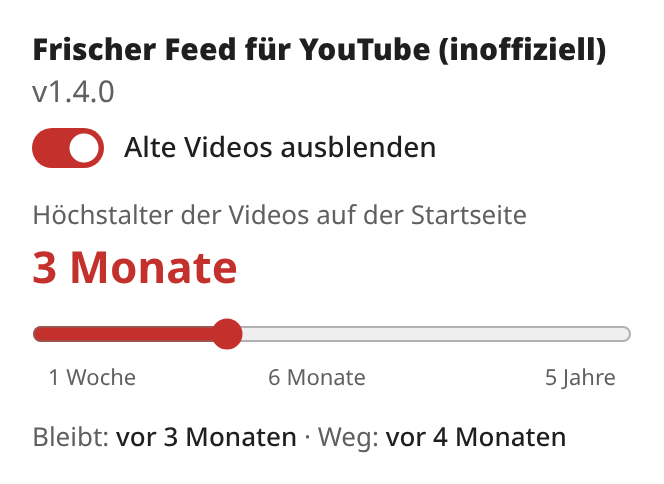 Frischer Feed für YouTube (inoffiziell)
v1.4.0
Alte Videos ausblenden
Höchstalter der Videos auf der Startseite
3 Monate
1 Woche 6 Monate 5 Jahre
Bleibt: vor 3 Monaten · Weg: vor 4 Monaten